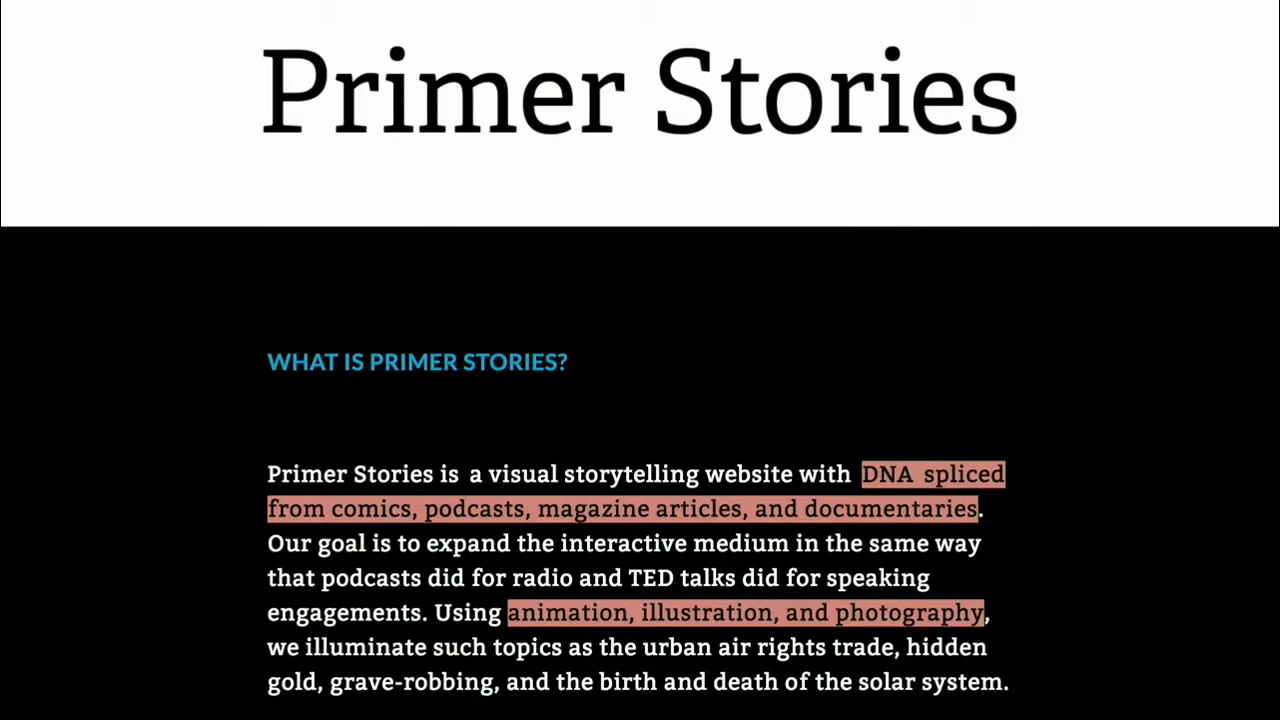 Primer Stories
WHAT IS PRIMER STORIES?
Primer Stories is a visual storytelling website with DNA spliced
from comics, podcasts, magazine articles, and documentaries.
Our goal is to expand the interactive medium in the same way
that podcasts did for radio and TED talks did for speaking
engagements. Using animation, illustration, and photography,
we illuminate such topics as the urban air rights trade, hidden
gold, grave-robbing, and the birth and death of the solar system.